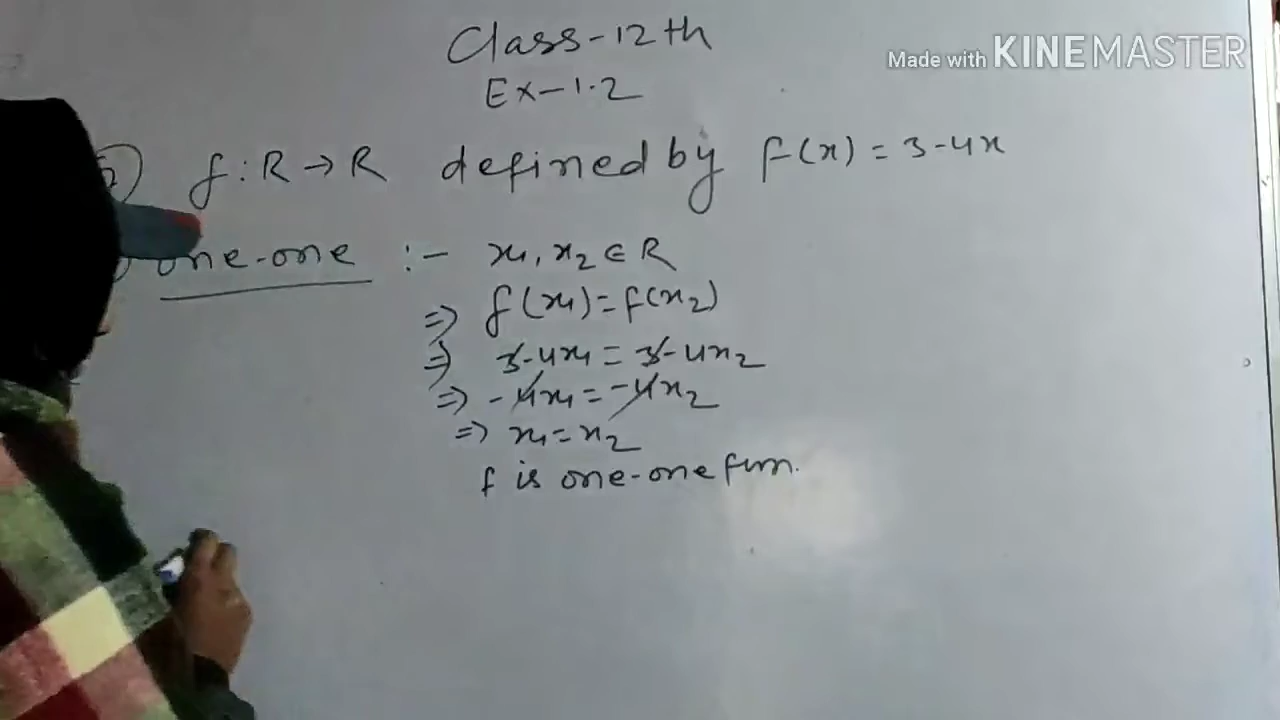 Class-12th
Made with KINEMASTER
Ex-1.2
f:R→R defined by f(x) = 3-4x
one-one :- x₁, x₂ ∈ R
⇒ f(x₁)=f(x₂)
⇒ 3-4x₁ = 3-4x₂
⇒ -4x₁ = -4x₂
⇒ x₁=x₂
f is one-one fun.